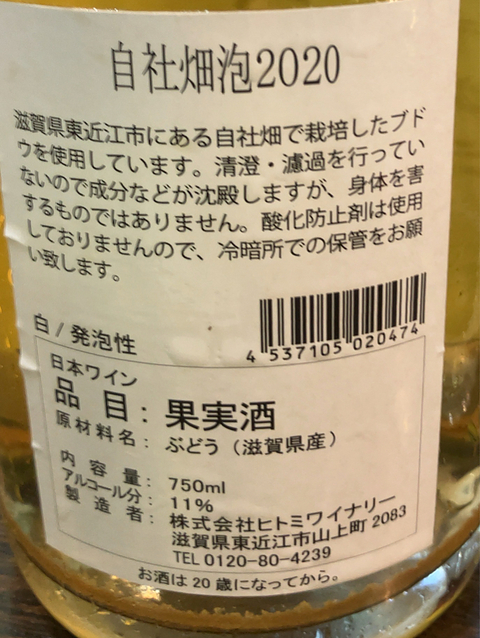 自社畑泡2020
滋賀県東近江市にある自社畑で栽培したブド
ウを使用しています。清澄・濾過を行ってい
ないので成分などが沈殿しますが、身体を害
するものではありません。酸化防止剤は使用
しておりませんので、冷暗所での保管をお願
い致します。
白/発泡性
4 537105 020474
日本ワイン
品目：果実酒
原材料名：ぶどう（滋賀県産）
内容量：750ml
アルコール分：11%
製造者：株式会社ヒトミワイナリー
滋賀県東近江市山上町 2083
TEL 0120-80-4239
お酒は20歳になってから。